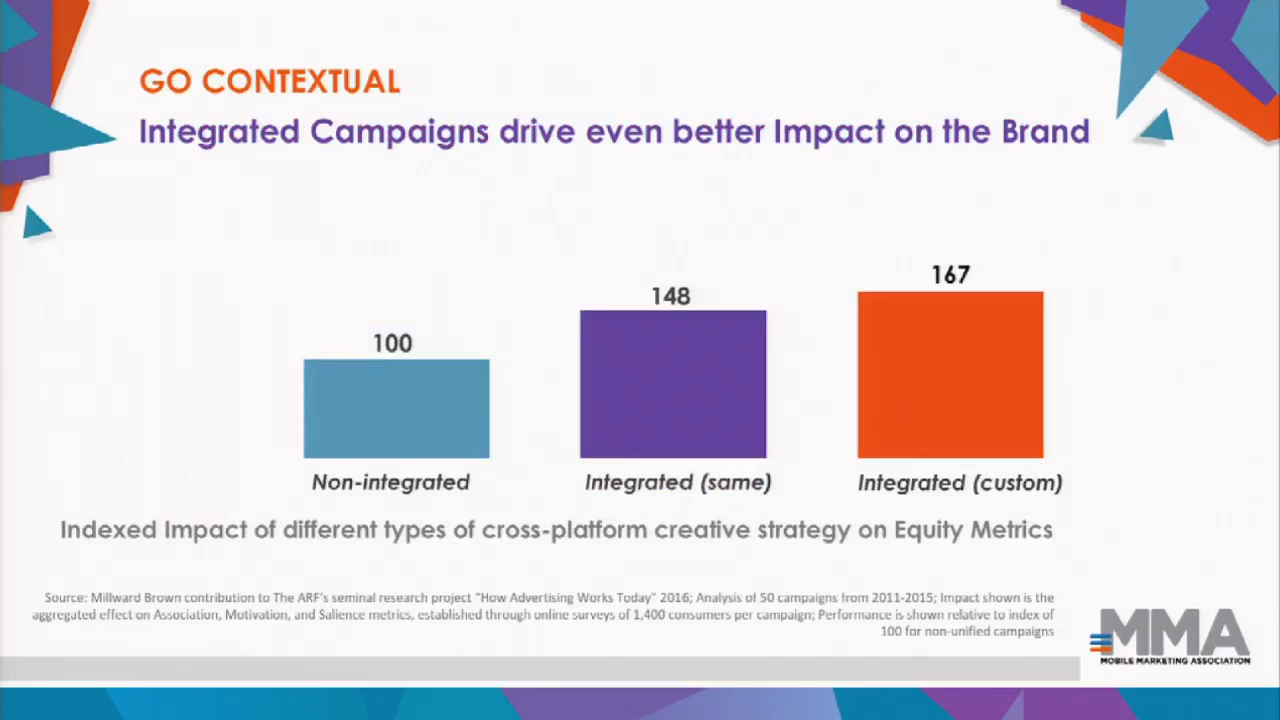 GO CONTEXTUAL
Integrated Campaigns drive even better Impact on the Brand
100
148
167
Non-integrated
Integrated (same)
Integrated (custom)
Indexed Impact of different types of cross-platform creative strategy on Equity Metrics
Source: Millward Brown contribution to The ARF's seminal research project "How Advertising Works Today" 2016; Analysis of 50 campaigns from 2011-2015; Impact shown is the
aggregated effect on Association, Motivation, and Salience metrics, established through online surveys of 1,400 consumers per campaign; Performance is shown relative to index of
100 for non-unified campaigns
MMA
MOBILE MARKETING ASSOCIATION